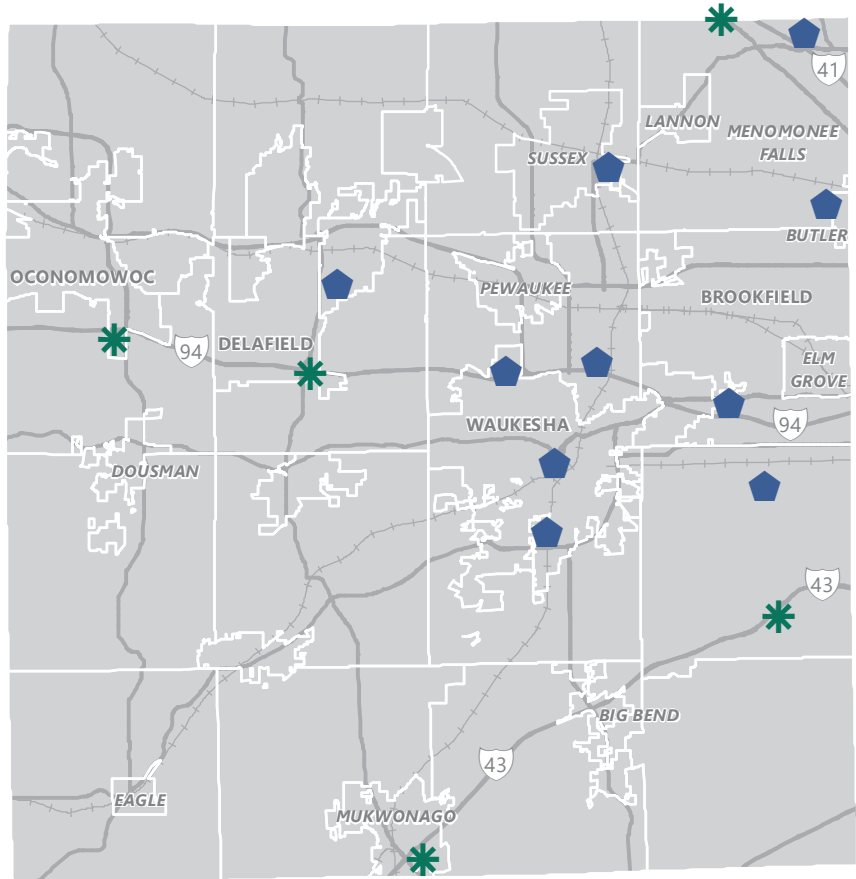 41
LANNON
MENOMONEE
FALLS
SUSSEX
BUTLER
OCONOMOWOC
PEWAUKEE
BROOKFIELD
94
DELAFIELD
ELM
GROVE
WAUKESHA
94
DOUSMAN
43
BIG BEND
43
EAGLE
MUKWONAGO